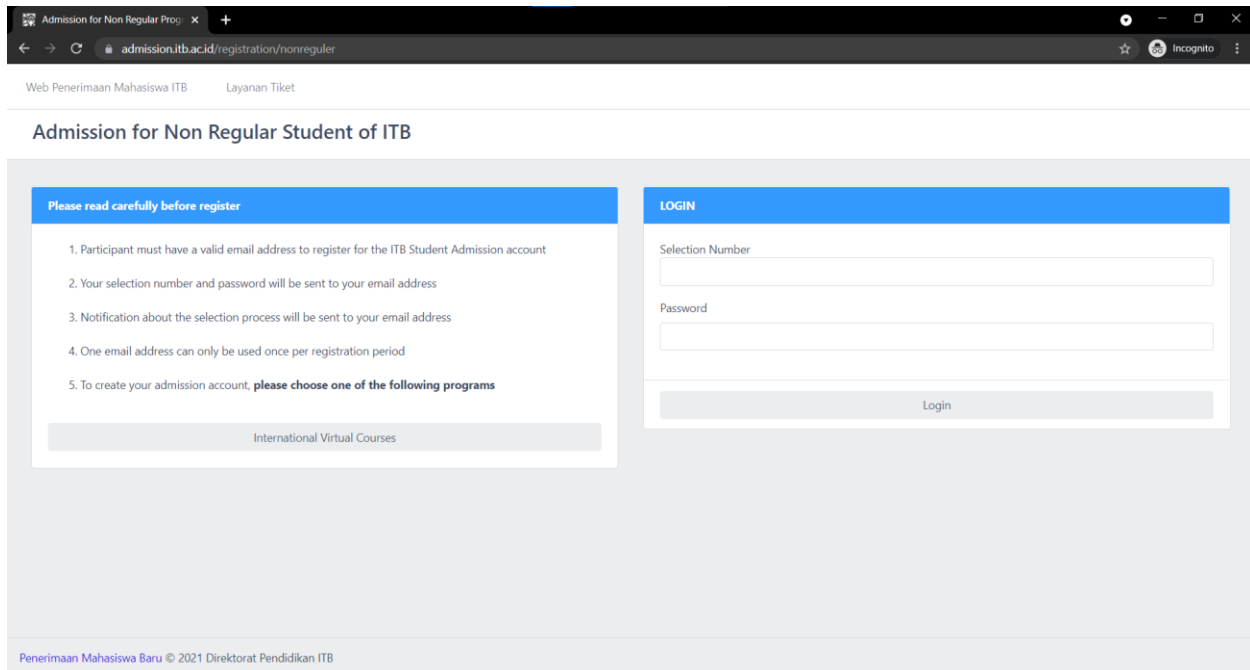 Admission for Non Regular Prog
admission.itb.ac.id/registration/nonreguler
Incognito
Web Penerimaan Mahasiswa ITB
Layanan Tiket
Admission for Non Regular Student of ITB
Please read carefully before register
1. Participant must have a valid email address to register for the ITB Student Admission account
2. Your selection number and password will be sent to your email address
3. Notification about the selection process will be sent to your email address
4. One email address can only be used once per registration period
5. To create your admission account, please choose one of the following programs
International Virtual Courses
LOGIN
Selection Number
Password
Login
Penerimaan Mahasiswa Baru © 2021 Direktorat Pendidikan ITB